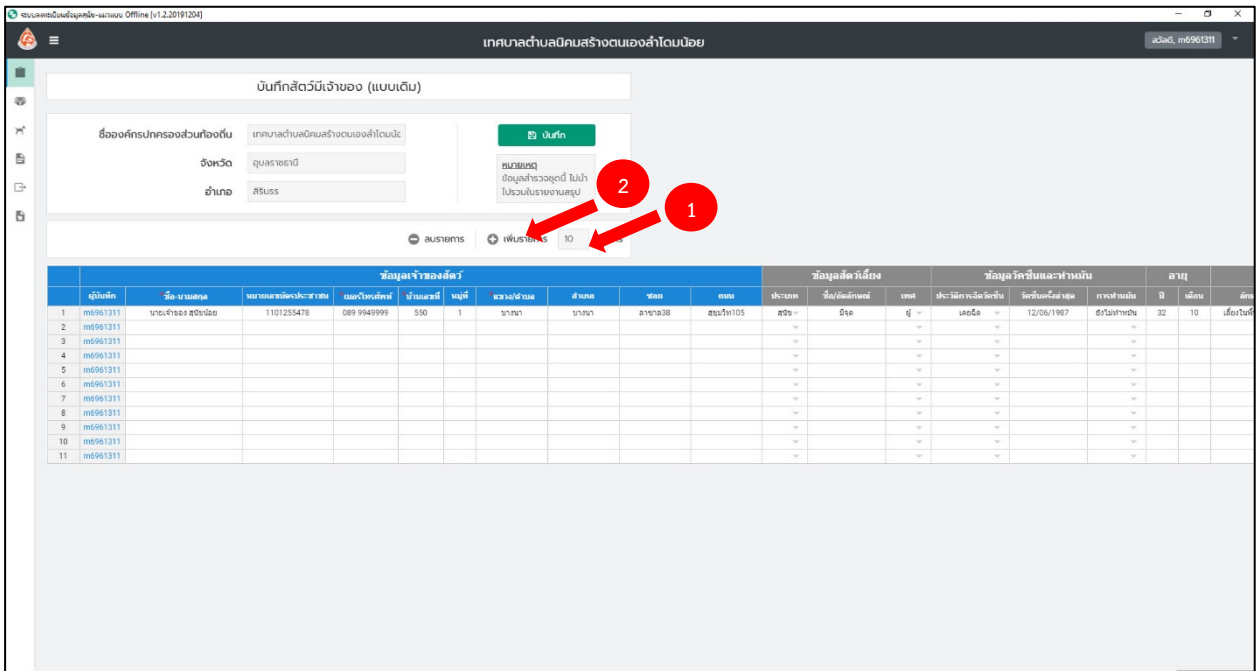 ระบบลงทะเบียนข้อมูลสุนัข-แมวแบบ Offline [v1.2.20191204]
เทศบาลตำบลนิคมสร้างตนเองลำโดมน้อย
สวัสดี, m6961311
บันทึกสัตว์มีเจ้าของ (แบบเดิม)
ชื่อองค์กรปกครองส่วนท้องถิ่น เทศบาลตำบลนิคมสร้างตนเองลำโดมน้อ
บันทึก
จังหวัด อุบลราชธานี
อำเภอ สิรินธร
หมายเหตุ
ข้อมูลสำรวจชุดนี้ ไม่นำ
ไปรวมในรายงานสรุป
2
1
ลบรายการ เพิ่มรายการ 10
ข้อมูลเจ้าของสัตว์ ข้อมูลสัตว์เลี้ยง ข้อมูลวัคซีนและทำหมัน อายุ
ผู้บันทึก *ชื่อ-นามสกุล หมายเลขบัตรประชาชน *เบอร์โทรศัพท์ *บ้านเลขที่ หมู่ที่ *แขวง/ตำบล อำเภอ ซอย ถนน ประเภท ชื่อ/อัตลักษณ์ เพศ ประวัติการฉีดวัคซีน วัคซีนครั้งล่าสุด การทำหมัน ปี เดือน
1 m6961311 นายเจ้าของ สุนัขน้อย 1101255478 089 9949999 550 1 บางนา บางนา ลาซาล38 สุขุมวิท105 สุนัข มีจุด ผู้ เคยฉีด 12/06/1987 ยังไม่ทำหมัน 32 10
2 m6961311
3 m6961311
4 m6961311
5 m6961311
6 m6961311
7 m6961311
8 m6961311
9 m6961311
10 m6961311
11 m6961311